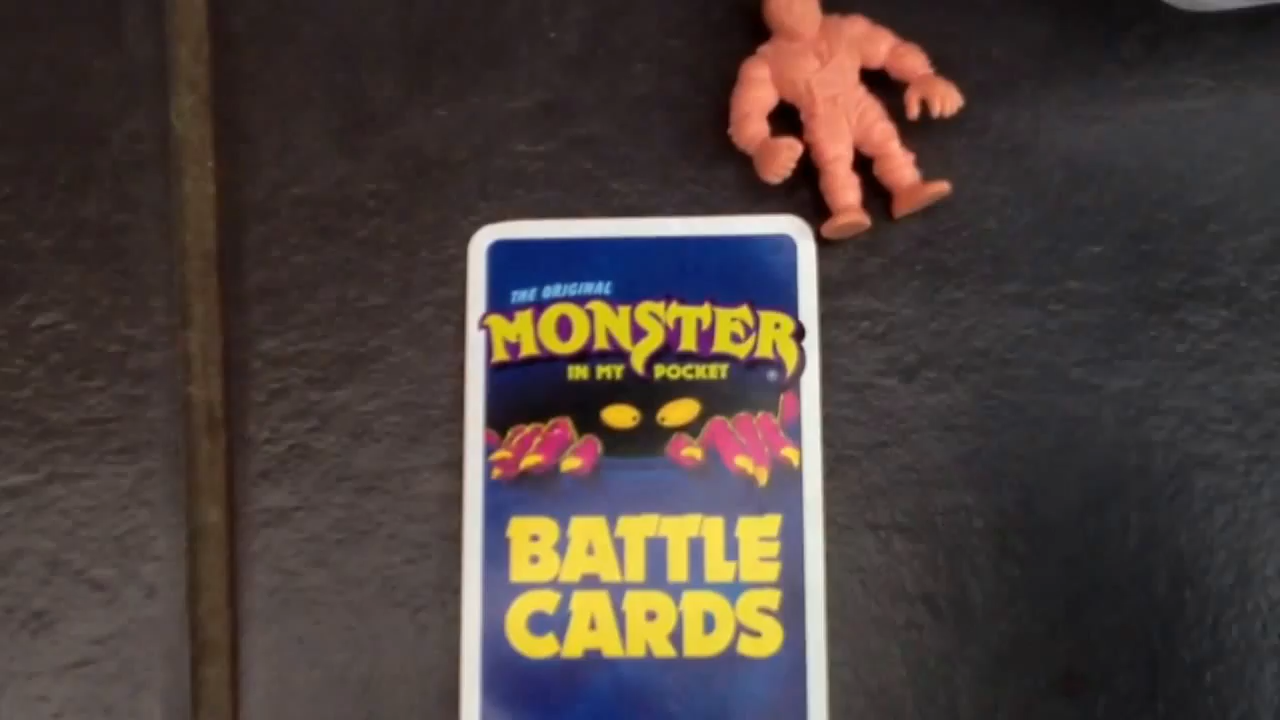 THE ORIGINAL
MONSTER
IN MY POCKET
BATTLE
CARDS